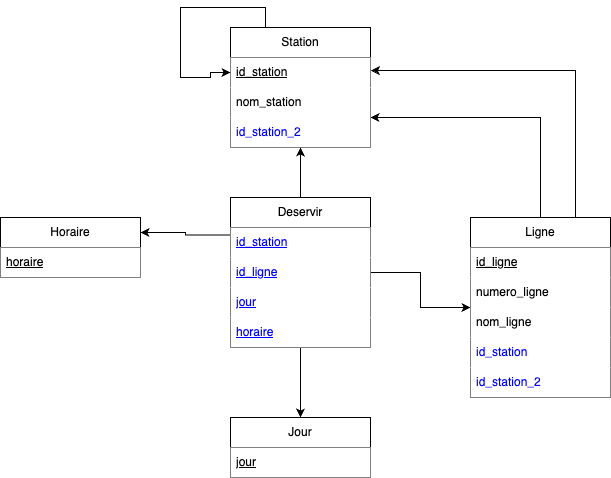 Station
id_station
nom_station
id_station_2
Deservir
id_station
id_ligne
jour
horaire
Horaire
horaire
Ligne
id_ligne
numero_ligne
nom_ligne
id_station
id_station_2
Jour
jour